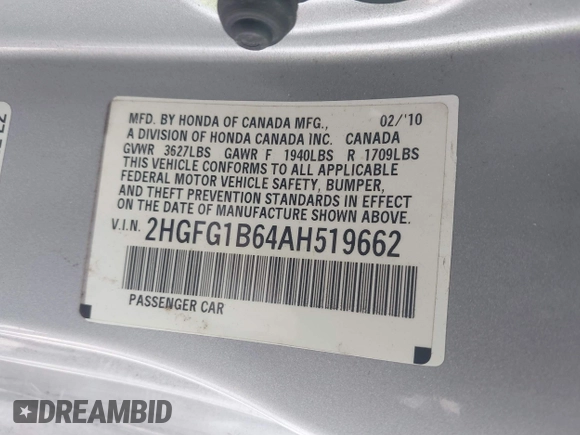 MFD. BY HONDA OF CANADA MFG., 02/'10
A DIVISION OF HONDA CANADA INC. CANADA
GVWR 3627LBS GAWR F 1940LBS R 1709LBS
THIS VEHICLE CONFORMS TO ALL APPLICABLE
FEDERAL MOTOR VEHICLE SAFETY, BUMPER,
AND THEFT PREVENTION STANDARDS IN EFFECT
ON THE DATE OF MANUFACTURE SHOWN ABOVE.
V.I.N. 2HGFG1B64AH519662
PASSENGER CAR
DREAMBID